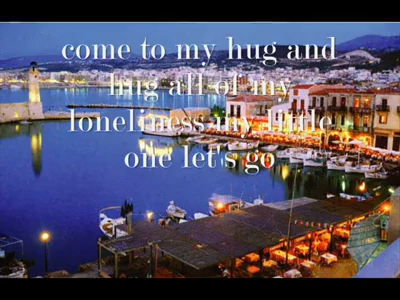 come to my hug and
hug all of my
loneliness my little
one let's go